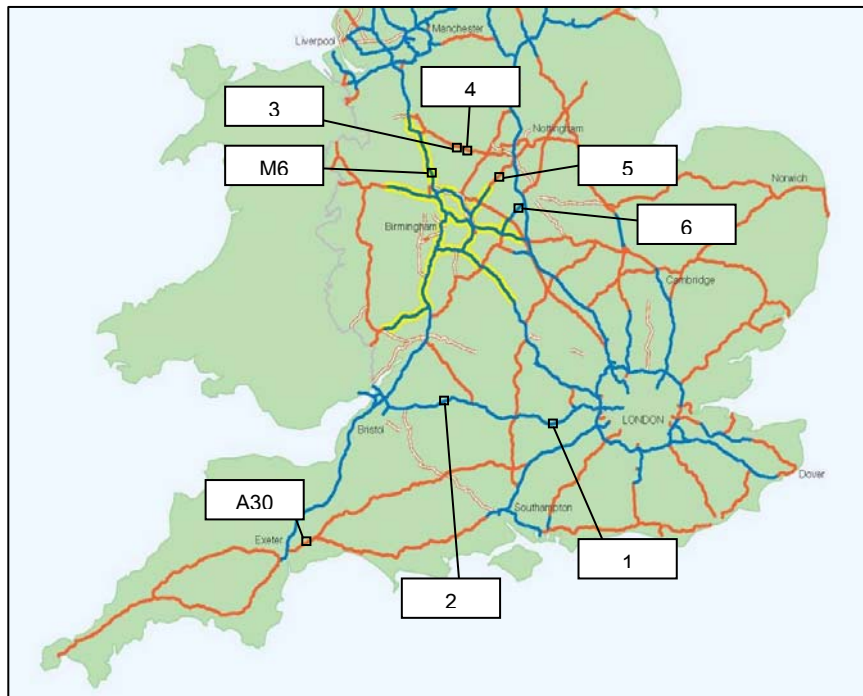 Liverpool
Manchester
4
3
Nottingham
M6
5
Norwich
Birmingham
6
Cambridge
Bristol
LONDON
Dover
A30
Southampton
Exeter
1
2